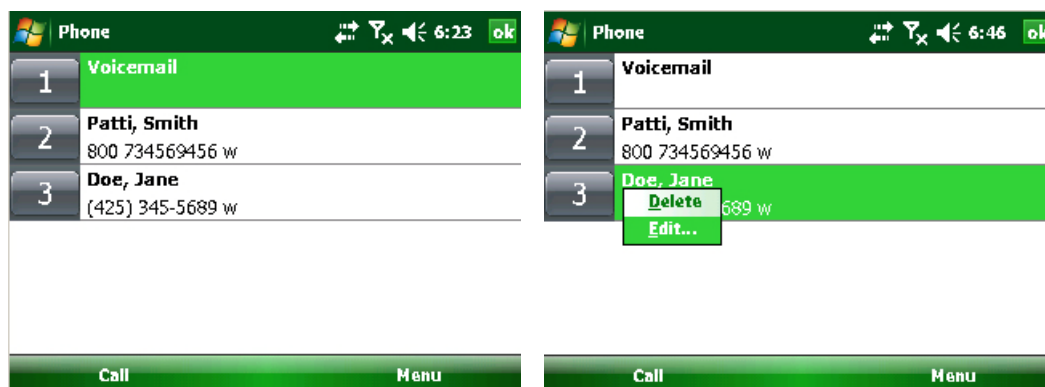 Phone 6:23 ok
1 Voicemail
2 Patti, Smith
800 734569456 w
3 Doe, Jane
(425) 345-5689 w
Call Menu
Phone 6:46 ok
1 Voicemail
2 Patti, Smith
800 734569456 w
3 Doe, Jane
Delete 689 w
Edit...
Call Menu